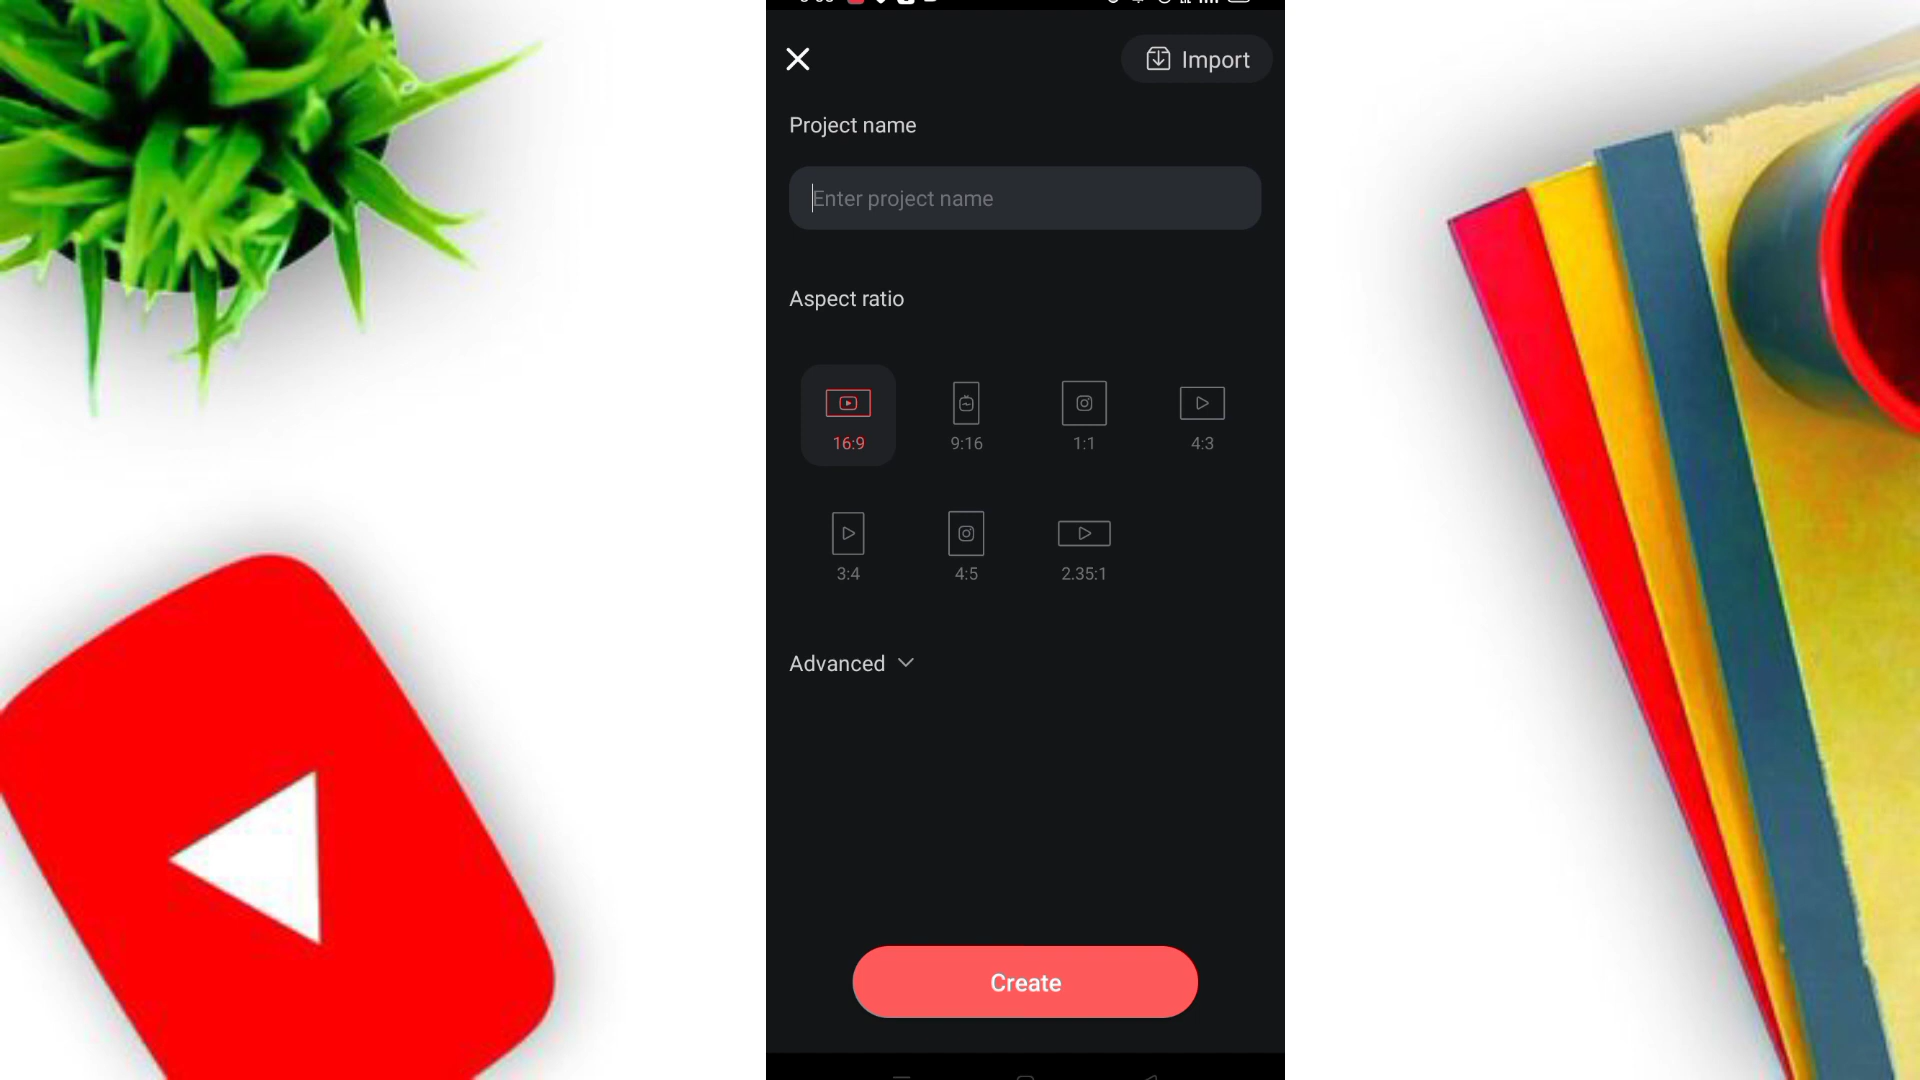 Import
Project name
Enter project name
Aspect ratio
16:9
9:16
1:1
4:3
3:4
4:5
2.35:1
Advanced
Create